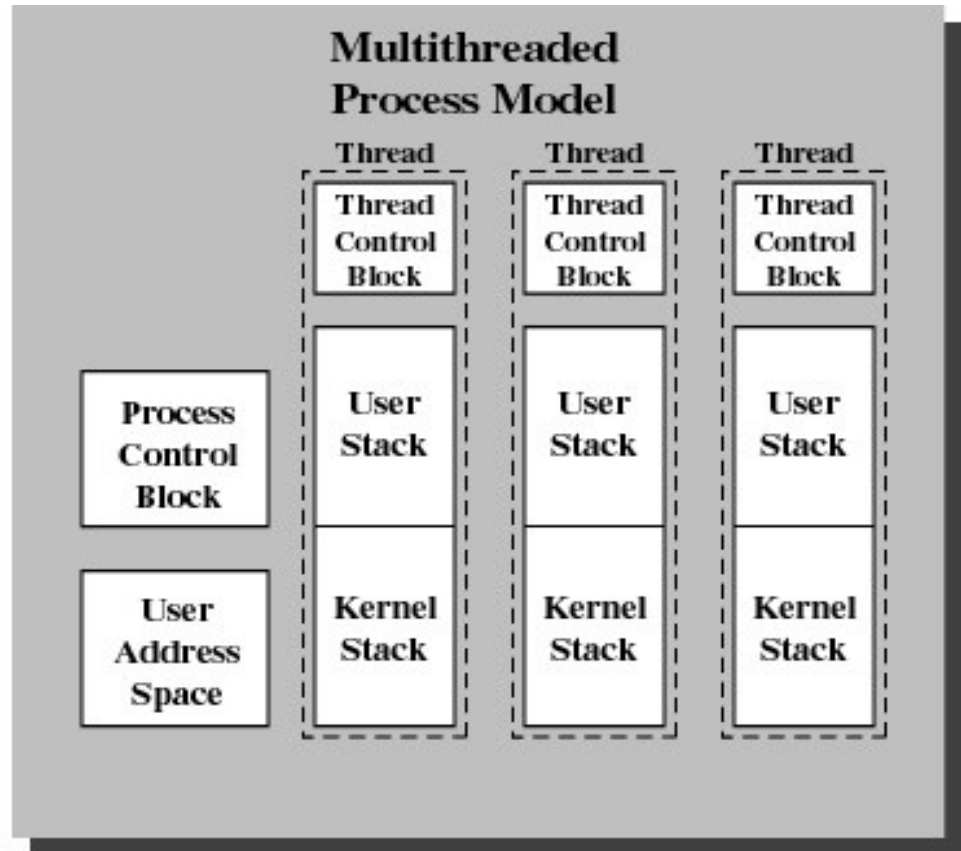 Multithreaded
Process Model
Thread
Thread
Thread
Thread
Control
Block
Thread
Control
Block
Thread
Control
Block
Process
Control
Block
User
Address
Space
User
Stack
User
Stack
User
Stack
Kernel
Stack
Kernel
Stack
Kernel
Stack